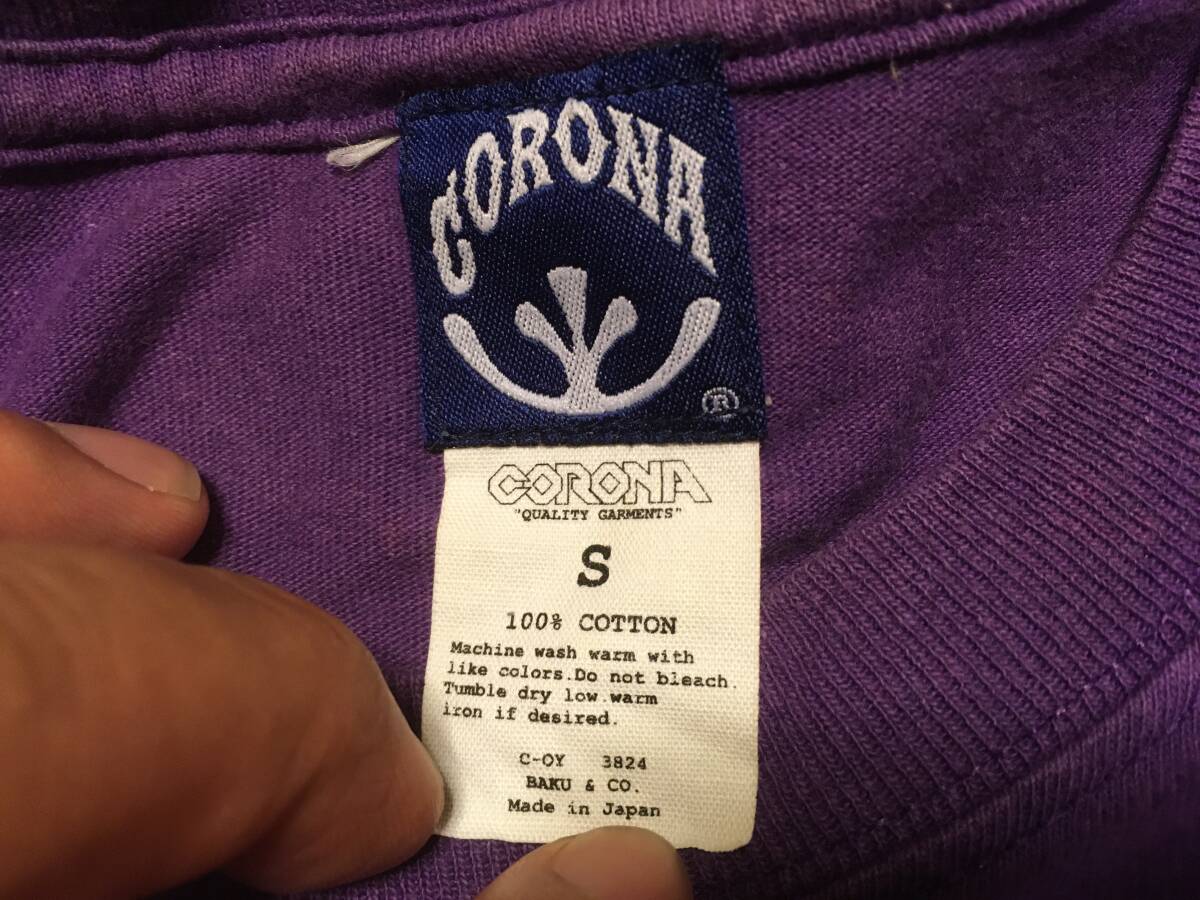 CORONA
®
CORONA
"QUALITY GARMENTS"
S
100% COTTON
Machine wash warm with
like colors.Do not bleach.
Tumble dry low.warm
iron if desired.
C-OY 3824
BAKU & CO.
Made in Japan